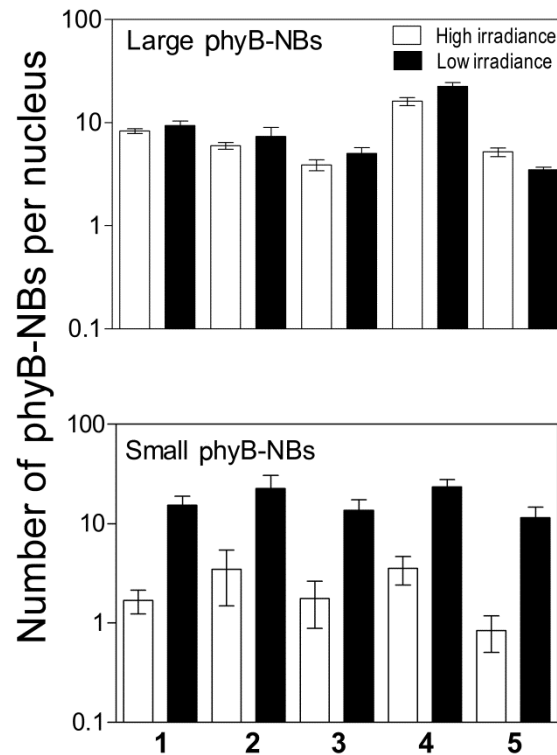 Number of phyB-NBs per nucleus
Large phyB-NBs
High irradiance
Low irradiance
100
10
1
0.1
Small phyB-NBs
100
10
1
0.1
1 2 3 4 5